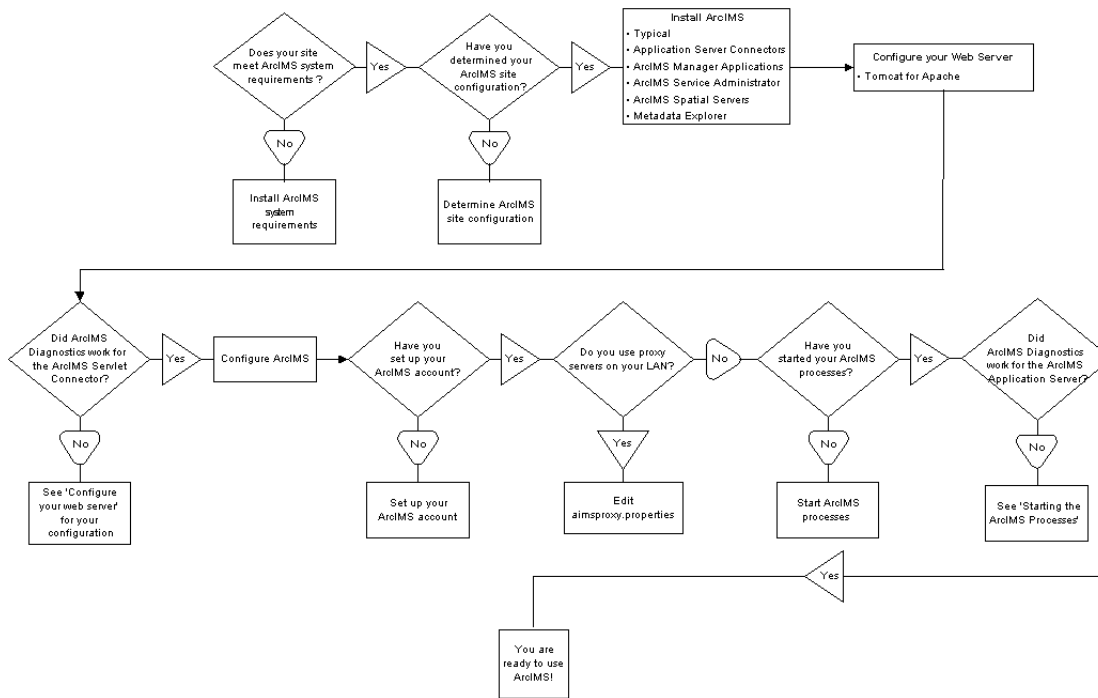 Does your site
meet ArcIMS system
requirements ?
Yes
Have you
determined your
ArcIMS site
configuration?
Yes
Install ArcIMS
• Typical
• Application Server Connectors
• ArcIMS Manager Applications
• ArcIMS Service Administrator
• ArcIMS Spatial Servers
• Metadata Explorer
Configure your Web Server
• Tomcat for Apache
No
No
Install ArcIMS
system
requirements
Determine ArcIMS
site configuration
Did ArcIMS
Diagnostics work for
the ArcIMS Servlet
Connector?
Yes
Configure ArcIMS
Have you
set up your
ArcIMS account?
Yes
Do you use proxy
servers on your LAN?
No
Have you
started your ArcIMS
processes?
Yes
Did
ArcIMS Diagnostics
work for the ArcIMS
Application Server?
No
No
Yes
No
No
See 'Configure
your web server'
for your
configuration
Set up your
ArcIMS account
Edit
aimsproxy.properties
Start ArcIMS
processes
See 'Starting the
ArcIMS Processes'
Yes
You are
ready to use
ArcIMS!